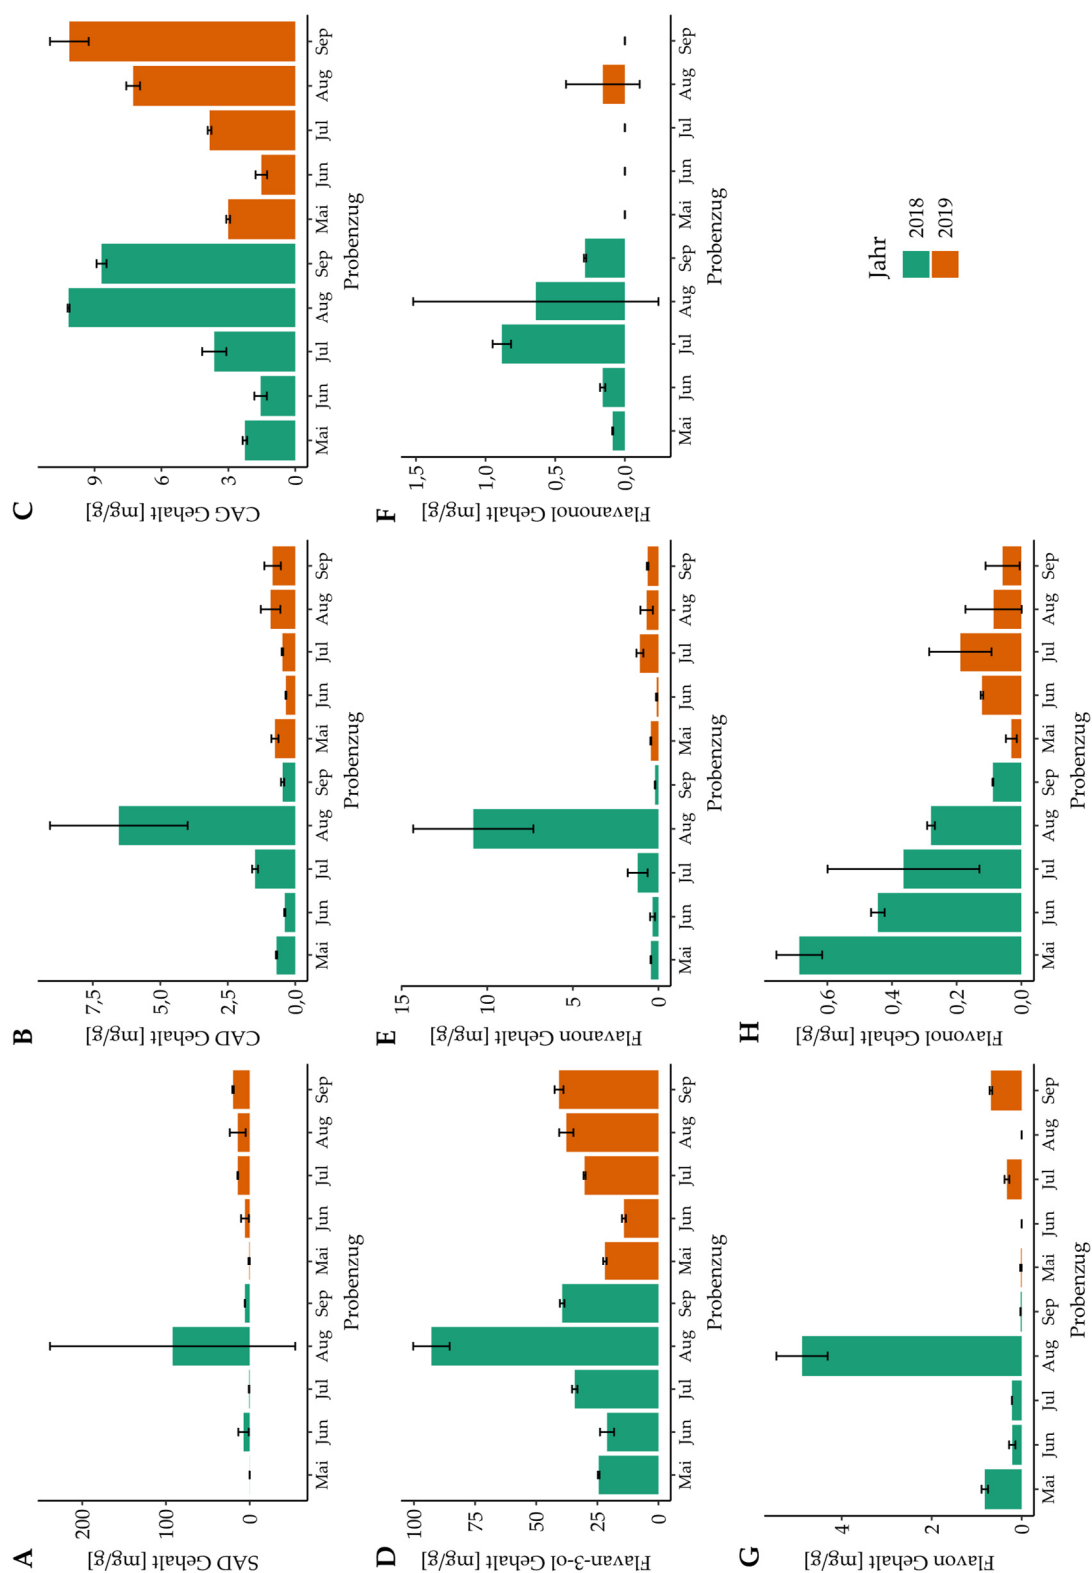 A
SAD Gehalt [mg/g]
200
100
0
Mai Jun Jul Aug Sep Mai Jun Jul Aug Sep
Probenzug
B
CAD Gehalt [mg/g]
7,5
5,0
2,5
0,0
Mai Jun Jul Aug Sep Mai Jun Jul Aug Sep
Probenzug
C
CAG Gehalt [mg/g]
9
6
3
0
Mai Jun Jul Aug Sep Mai Jun Jul Aug Sep
Probenzug
D
Flavan-3-ol Gehalt [mg/g]
100
75
50
25
0
Mai Jun Jul Aug Sep Mai Jun Jul Aug Sep
Probenzug
E
Flavanon Gehalt [mg/g]
15
10
5
0
Mai Jun Jul Aug Sep Mai Jun Jul Aug Sep
Probenzug
F
Flavanonol Gehalt [mg/g]
1,5
1,0
0,5
0,0
Mai Jun Jul Aug Sep Mai Jun Jul Aug Sep
Probenzug
G
Flavon Gehalt [mg/g]
4
2
0
Mai Jun Jul Aug Sep Mai Jun Jul Aug Sep
Probenzug
H
Flavonol Gehalt [mg/g]
0,6
0,4
0,2
0,0
Mai Jun Jul Aug Sep Mai Jun Jul Aug Sep
Probenzug
Jahr
2018
2019